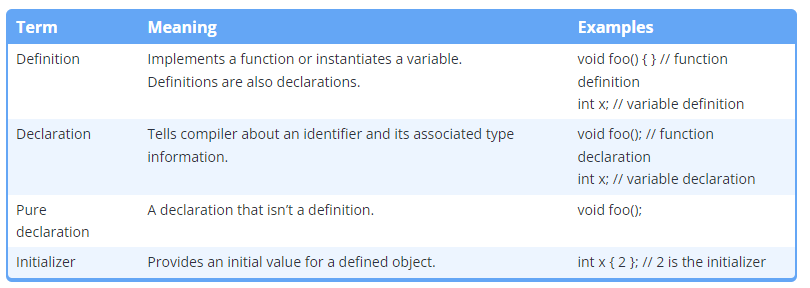 Term Meaning Examples
Definition Implements a function or instantiates a variable. void foo() { } // function
Definitions are also declarations. definition
int x; // variable definition
Declaration Tells compiler about an identifier and its associated type void foo(); // function
information. declaration
int x; // variable declaration
Pure A declaration that isn’t a definition. void foo();
declaration
Initializer Provides an initial value for a defined object. int x { 2 }; // 2 is the initializer